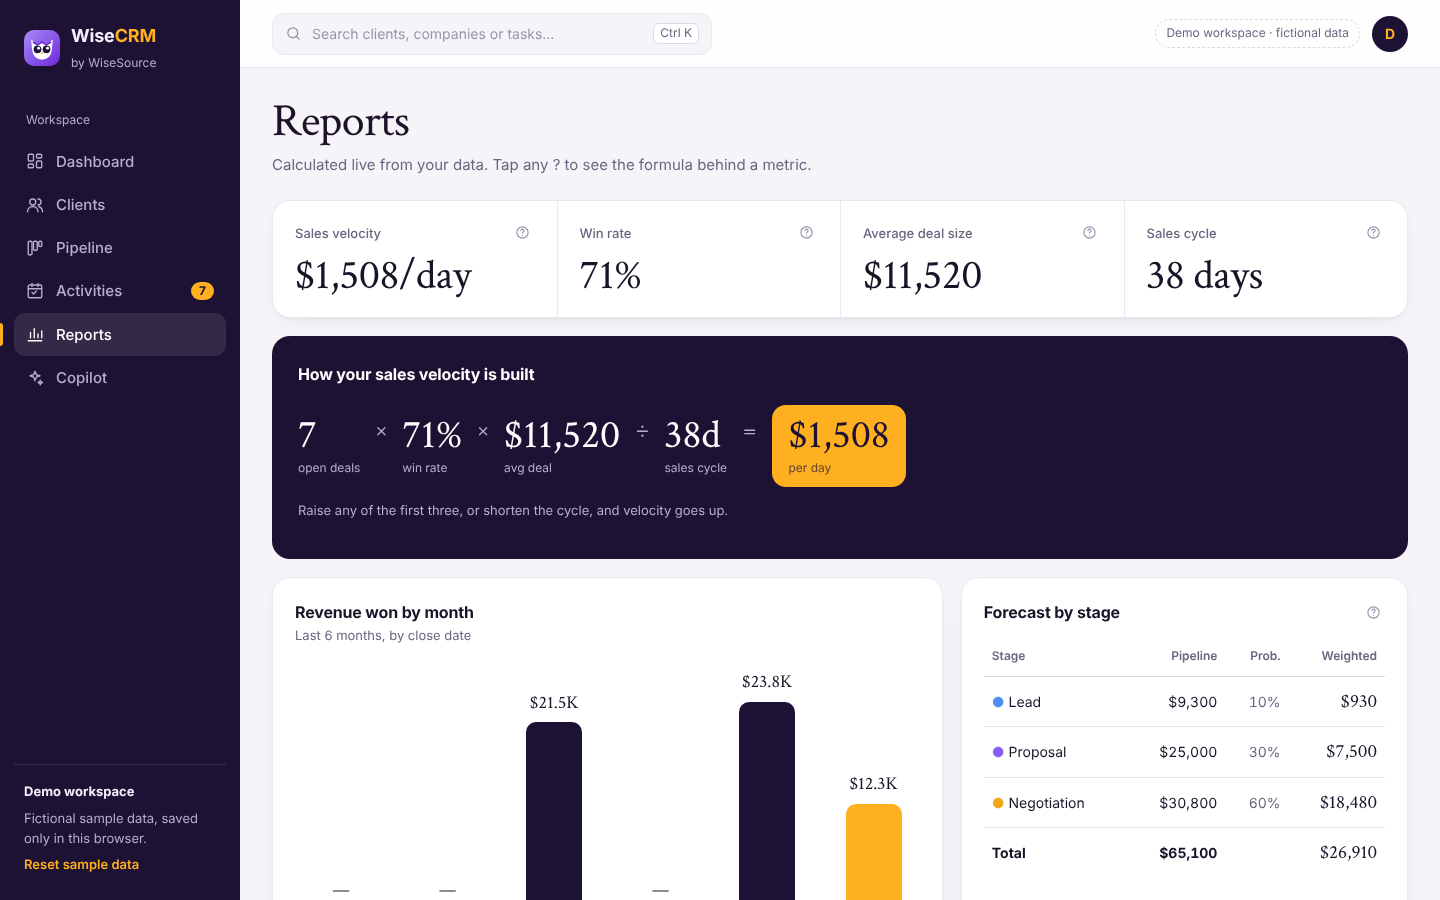 WiseCRM
by WiseSource
Search clients, companies or tasks...
Ctrl K
Demo workspace · fictional data
D
Workspace
Dashboard
Clients
Pipeline
Activities
7
Reports
Copilot
Demo workspace
Fictional sample data, saved
only in this browser.
Reset sample data
Reports
Calculated live from your data. Tap any ? to see the formula behind a metric.
Sales velocity
?
$1,508/day
Win rate
?
71%
Average deal size
?
$11,520
Sales cycle
?
38 days
How your sales velocity is built
7 × 71% × $11,520 ÷ 38d = $1,508
open deals win rate avg deal sales cycle per day
Raise any of the first three, or shorten the cycle, and velocity goes up.
Revenue won by month
Last 6 months, by close date
— — $21.5K — $23.8K $12.3K
Forecast by stage
?
Stage Pipeline Prob. Weighted
Lead $9,300 10% $930
Proposal $25,000 30% $7,500
Negotiation $30,800 60% $18,480
Total $65,100 $26,910